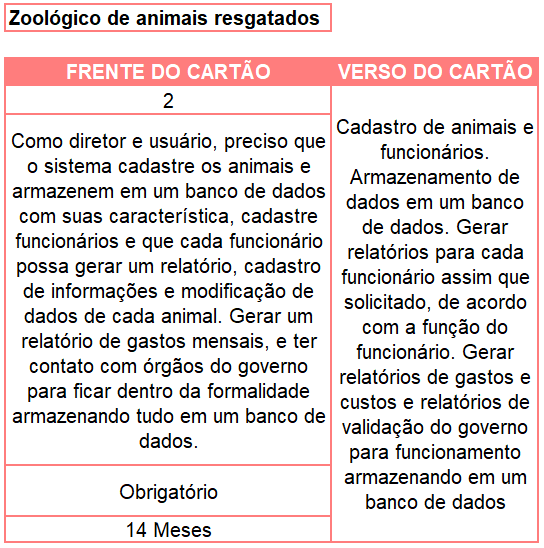 Zoológico de animais resgatados
FRENTE DO CARTÃO
VERSO DO CARTÃO
2
Como diretor e usuário, preciso que
o sistema cadastre os animais e
armazenem em um banco de dados
com suas característica, cadastre
funcionários e que cada funcionário
possa gerar um relatório, cadastro
de informações e modificação de
dados de cada animal. Gerar um
relatório de gastos mensais, e ter
contato com órgãos do governo
para ficar dentro da formalidade
armazenando tudo em um banco de
dados.
Obrigatório
14 Meses
Cadastro de animais e
funcionários.
Armazenamento de
dados em um banco
de dados. Gerar
relatórios para cada
funcionário assim que
solicitado, de acordo
com a função do
funcionário. Gerar
relatórios de gastos e
custos e relatórios de
validação do governo
para funcionamento
armazenando em um
banco de dados